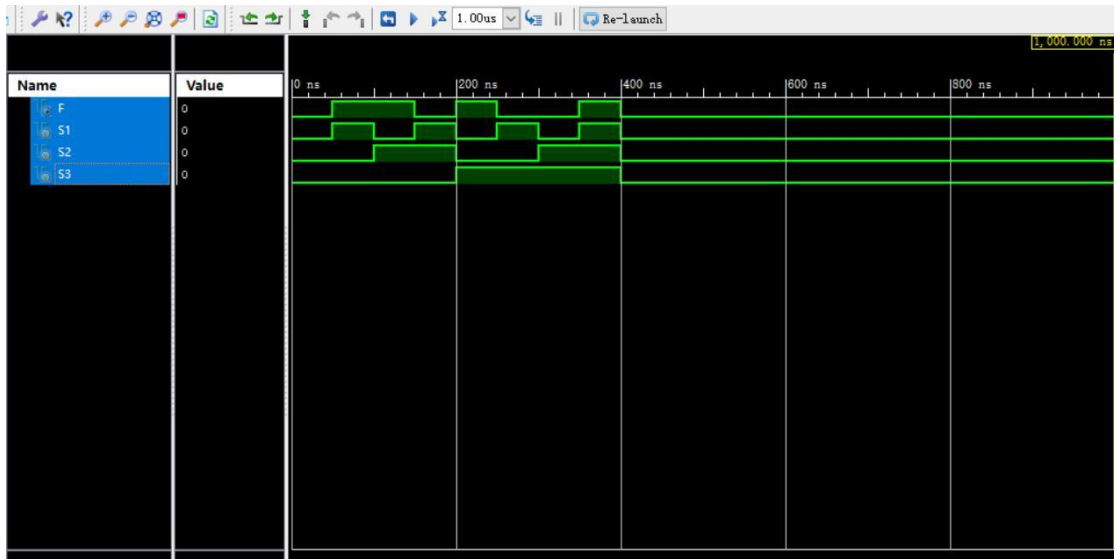 1.00us Re-launch
1,000.000 ns
Name Value
0 ns 200 ns 400 ns 600 ns 800 ns
F 0
S1 0
S2 0
S3 0